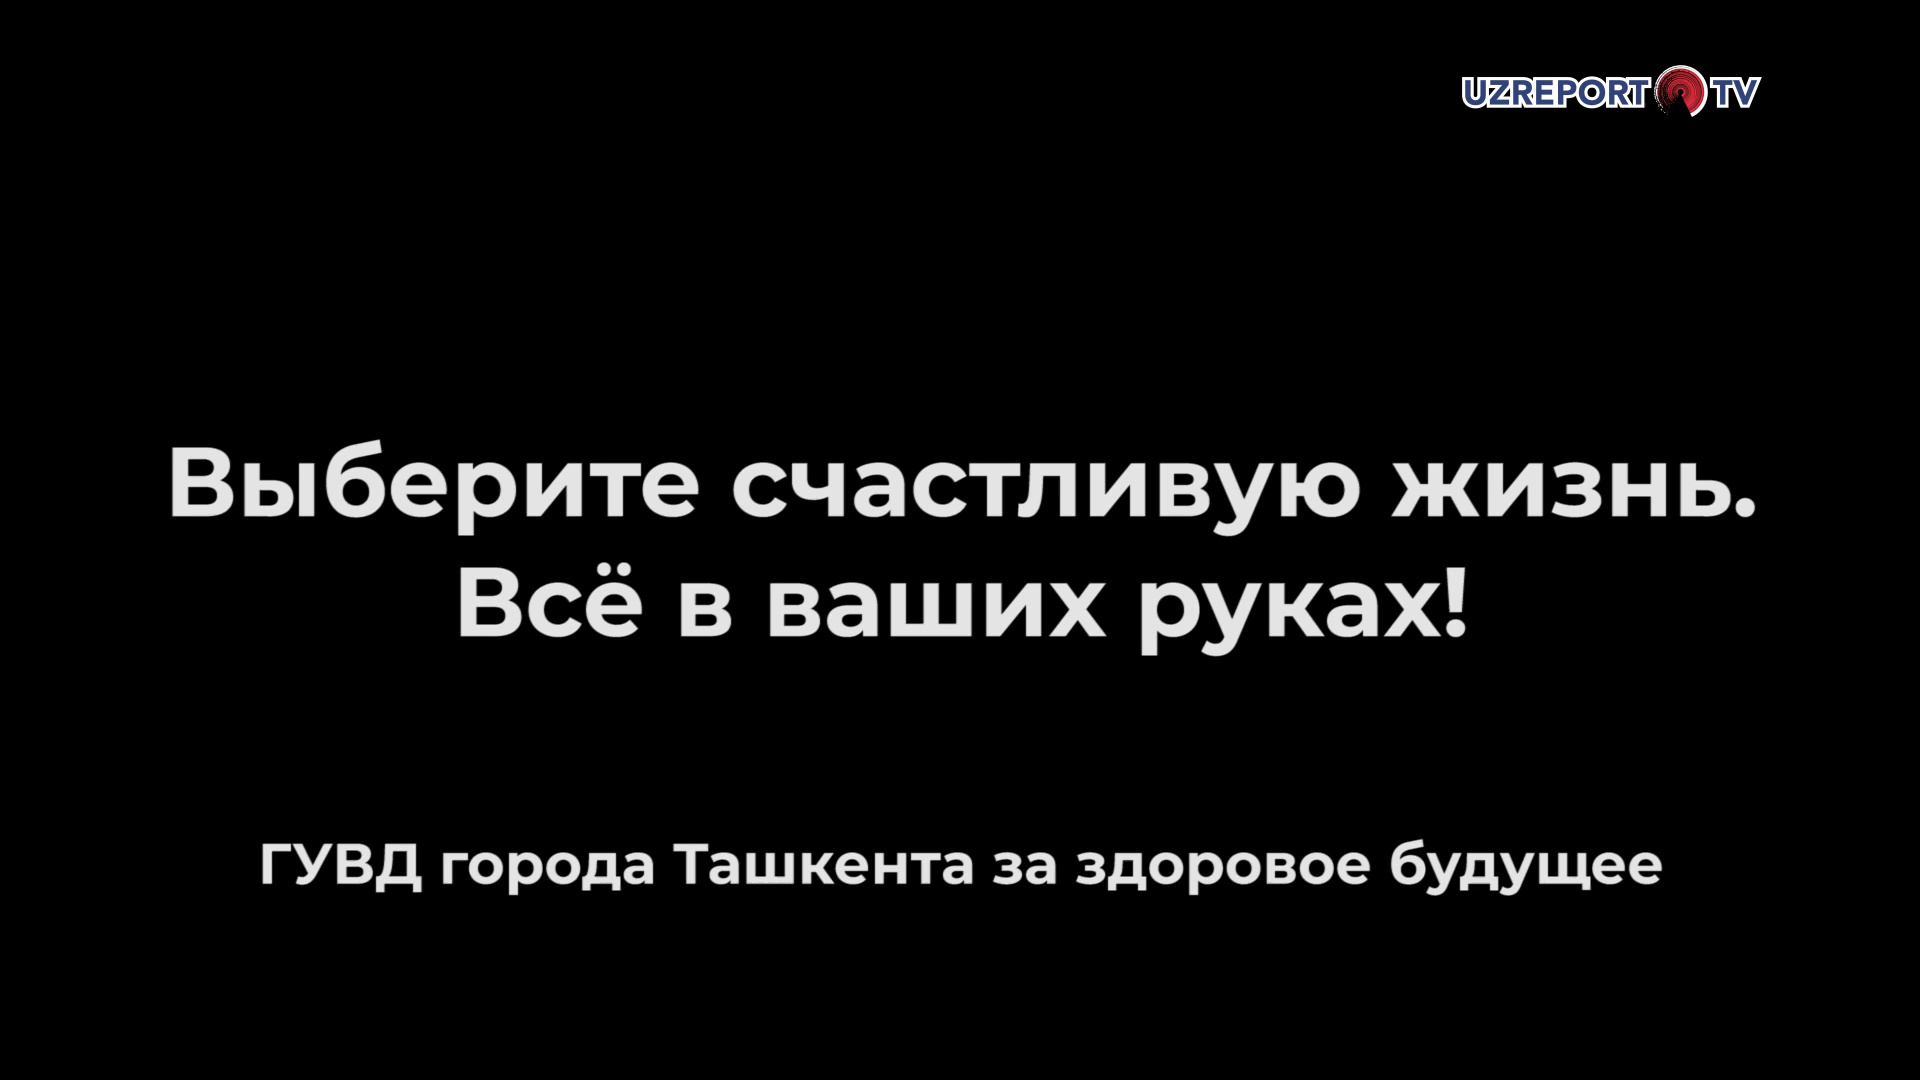 UZREPORT TV
Выберите счастливую жизнь.
Всё в ваших руках!
ГУВД города Ташкента за здоровое будущее